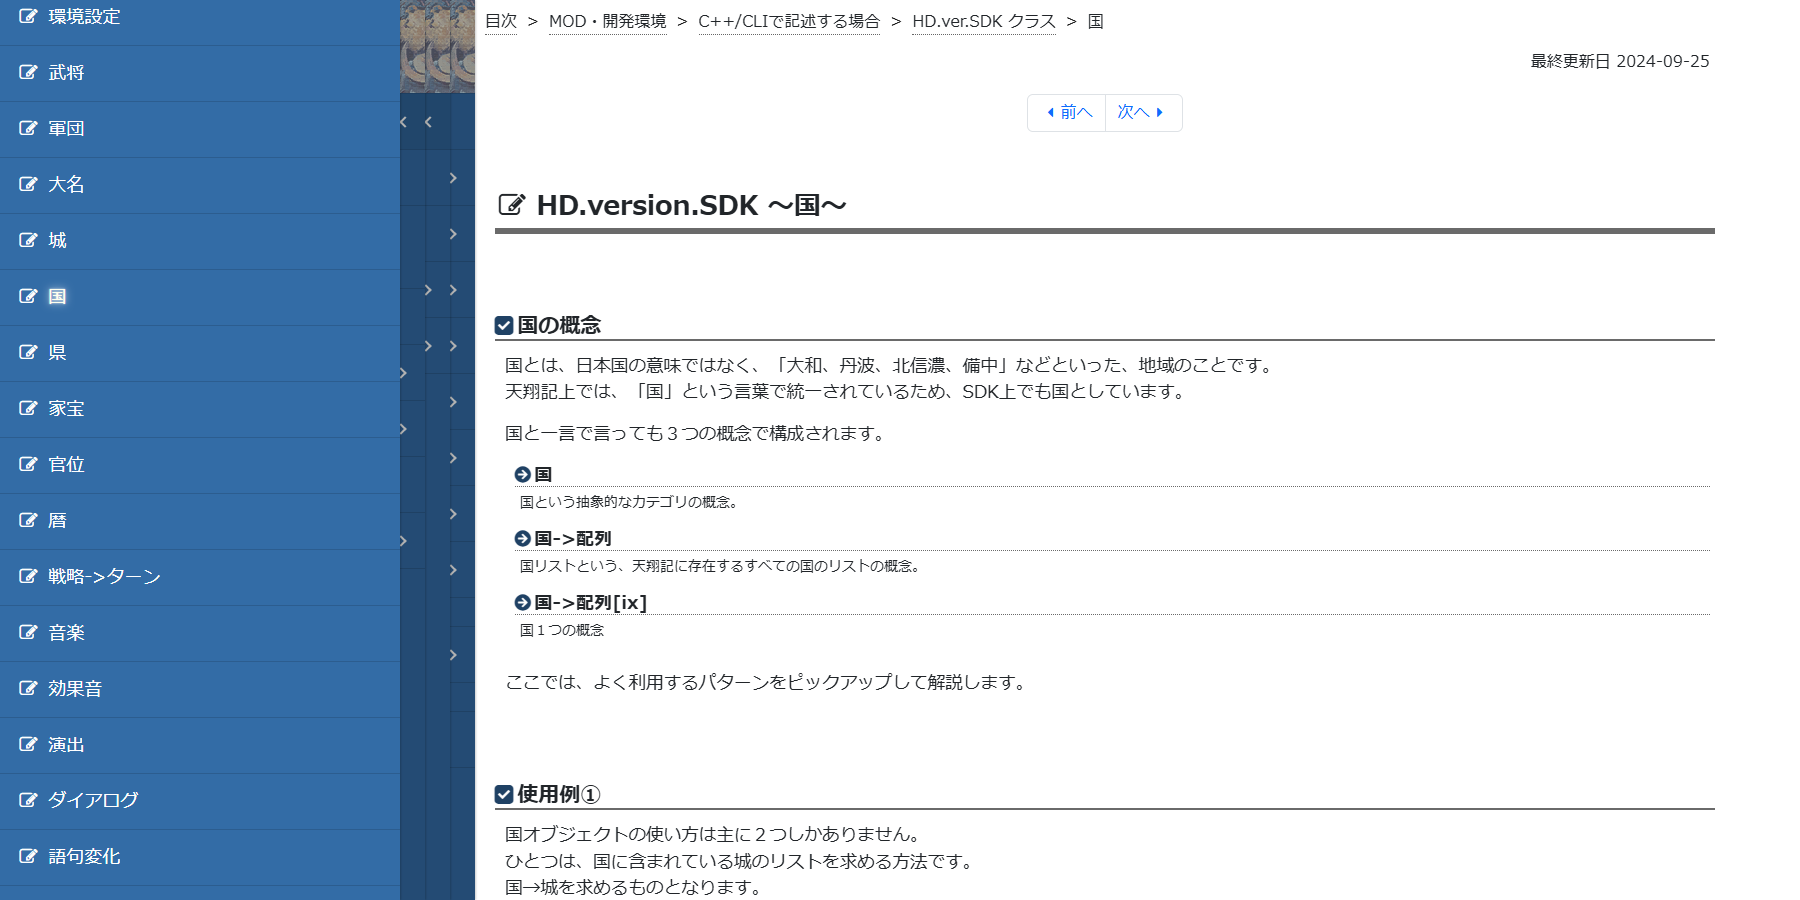 環境設定
武将
軍団
大名
城
国
県
家宝
官位
暦
戦略->ターン
音楽
効果音
演出
ダイアログ
語句変化
目次 > MOD・開発環境 > C++/CLIで記述する場合 > HD.ver.SDK クラス > 国
最終更新日 2024-09-25
前へ 次へ
HD.version.SDK ～国～
国の概念
国とは、日本国の意味ではなく、「大和、丹波、北信濃、備中」などといった、地域のことです。
天翔記上では、「国」という言葉で統一されているため、SDK上でも国としています。
国と一言で言っても３つの概念で構成されます。
国
国という抽象的なカテゴリの概念。
国->配列
国リストという、天翔記に存在するすべての国のリストの概念。
国->配列[ix]
国１つの概念
ここでは、よく利用するパターンをピックアップして解説します。
使用例①
国オブジェクトの使い方は主に２つしかありません。
ひとつは、国に含まれている城のリストを求める方法です。
国→城を求めるものとなります。